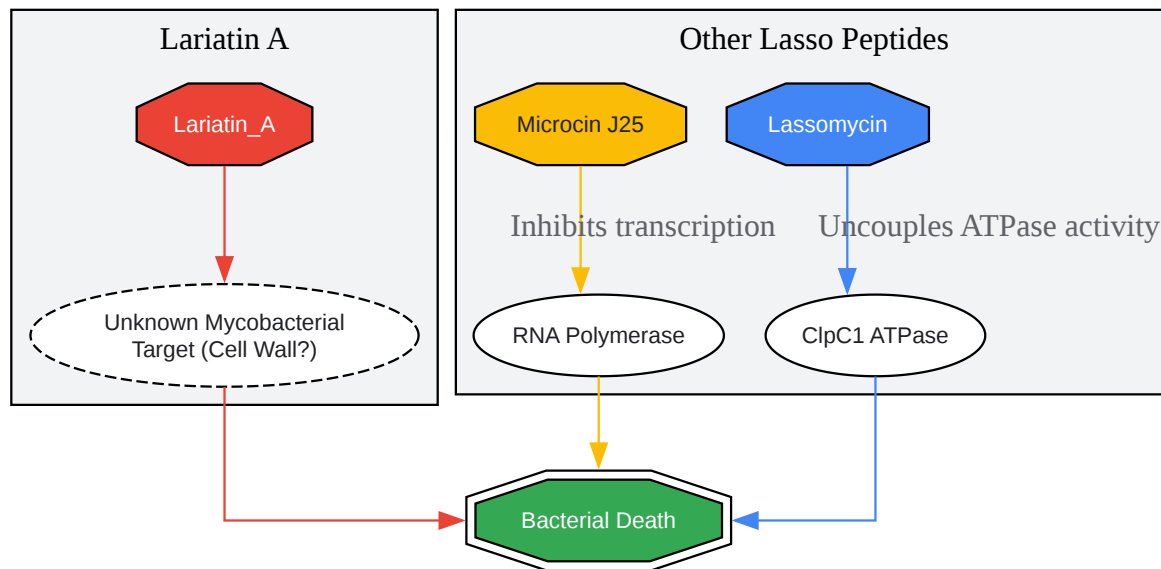 Lariatin A
Other Lasso Peptides
Lariatin_A
Microcin J25
Lassomycin
Inhibits transcription
Uncouples ATPase activity
Unknown Mycobacterial
Target (Cell Wall?)
RNA Polymerase
ClpC1 ATPase
Bacterial Death